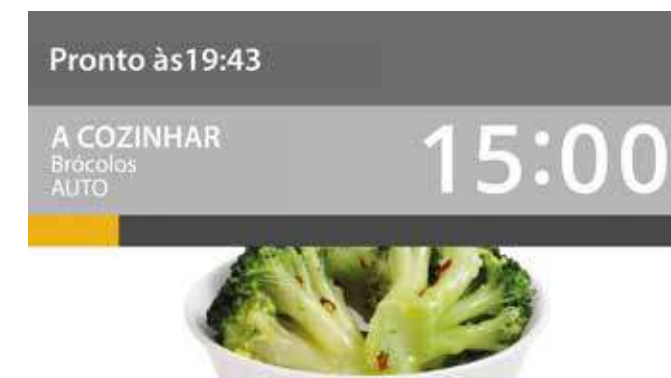 Pronto às19:43
A COZINHAR
15:00
Brócolos
AUTO